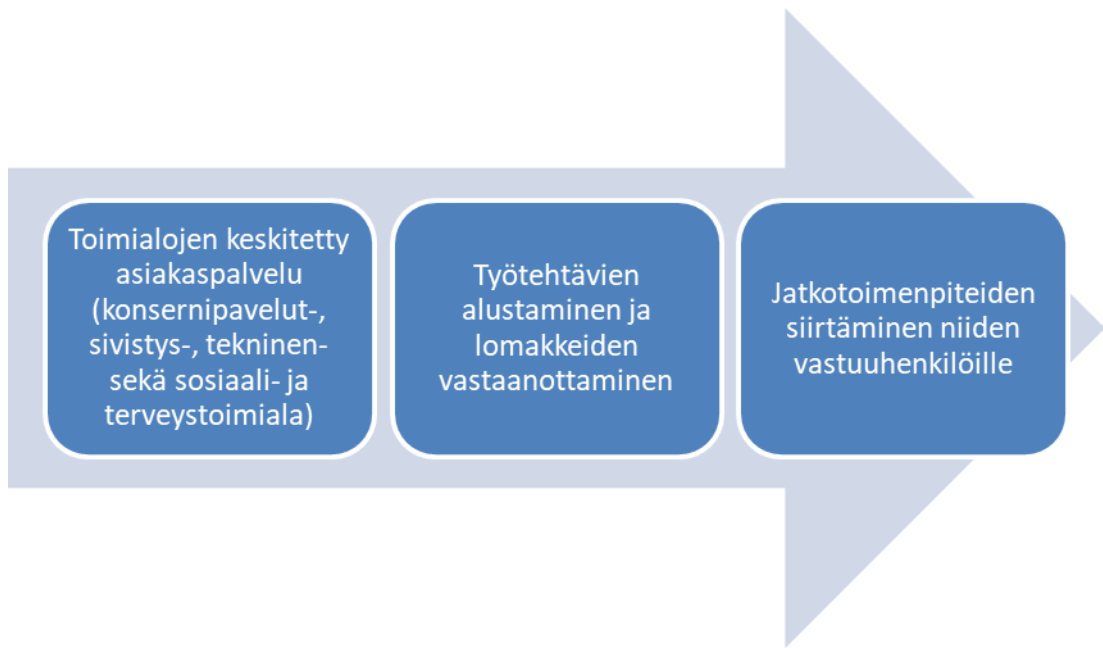 Toimialojen keskitetty
asiakaspalvelu
(konsernipavelut-,
sivistys-, tekninen-
sekä sosiaali- ja
terveystoimiala)
Työtehtävien
alustaminen ja
lomakkeiden
vastaanottaminen
Jatkotoimenpiteiden
siirtäminen niiden
vastuuhenkilöille